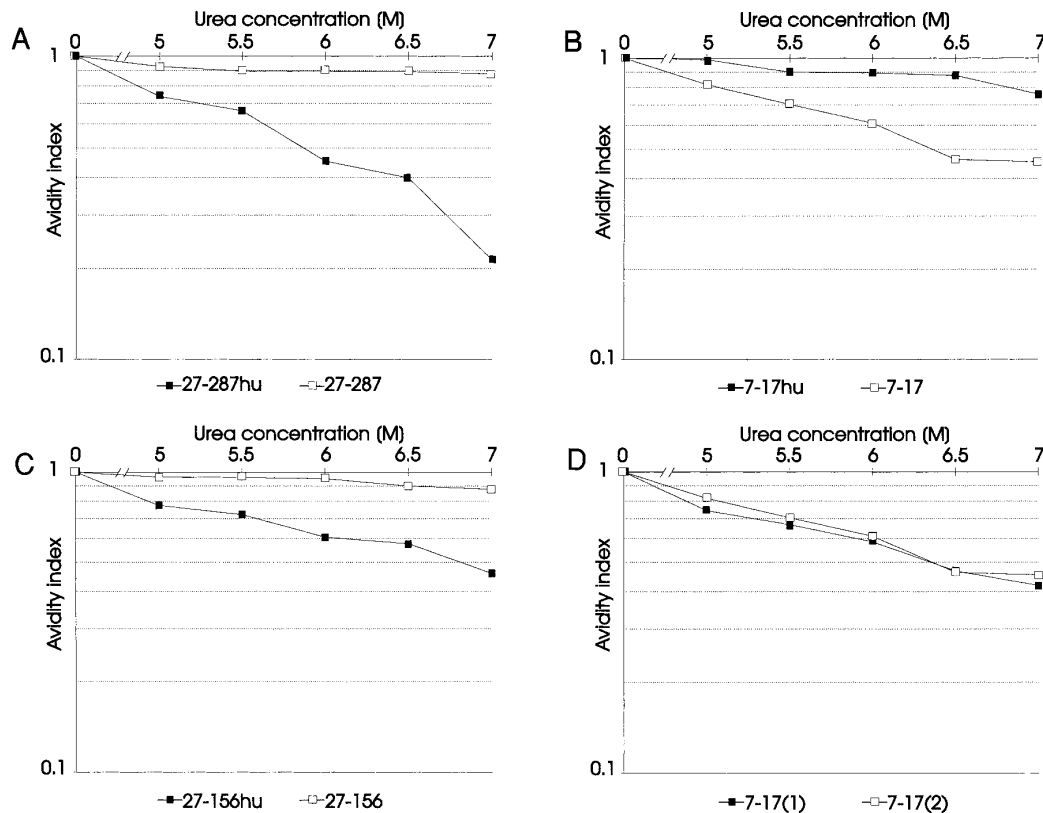 A
Urea concentration (M)
0 5 5.5 6 6.5 7
1
Avidity index
0.1
27-287hu 27-287
B
Urea concentration (M)
0 5 5.5 6 6.5 7
1
Avidity index
0.1
7-17hu 7-17
C
Urea concentration (M)
0 5 5.5 6 6.5 7
1
Avidity index
0.1
27-156hu 27-156
D
Urea concentration (M)
0 5 5.5 6 6.5 7
1
Avidity index
0.1
7-17(1) 7-17(2)